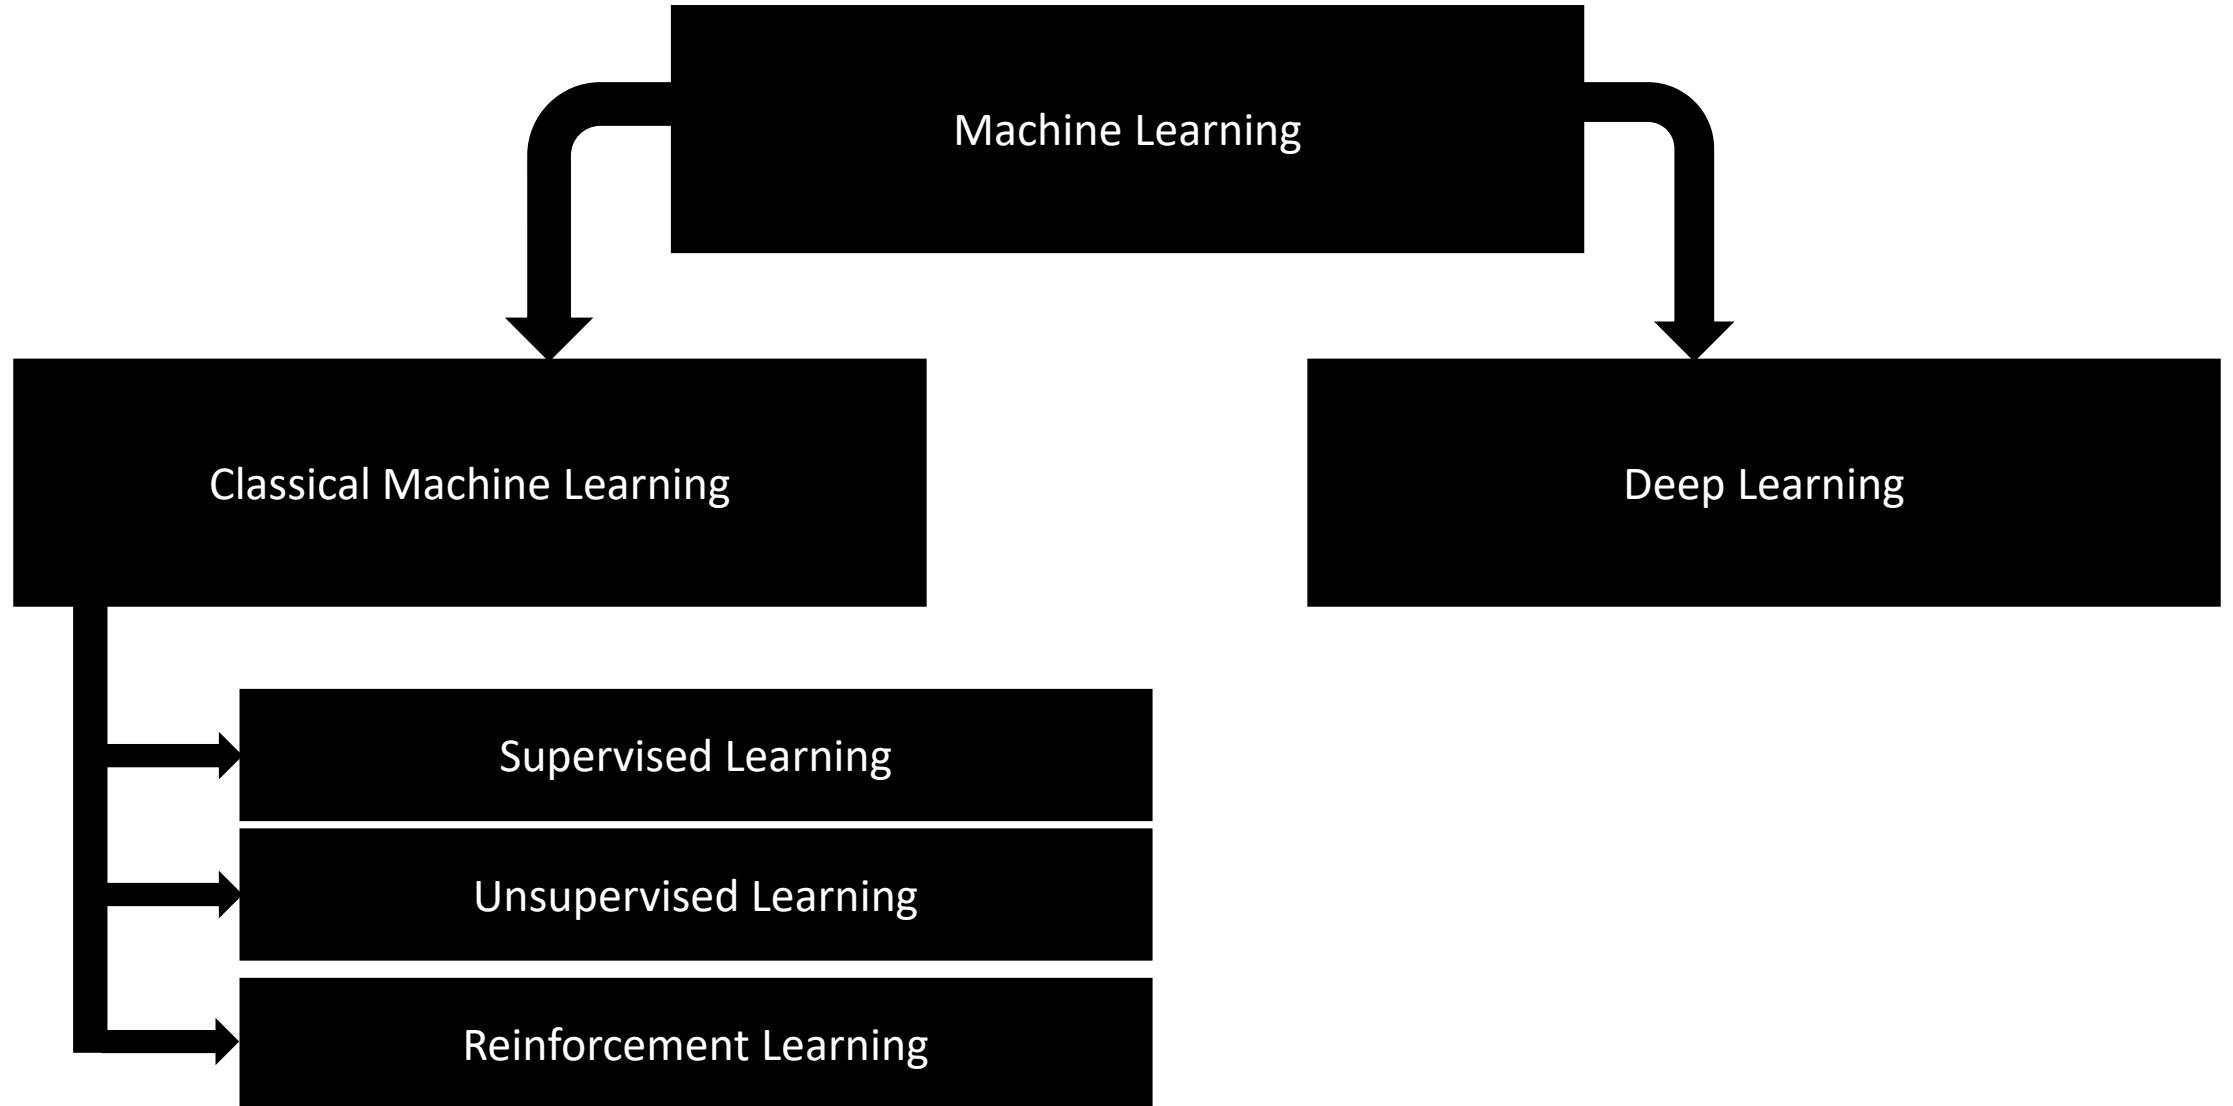 Machine Learning
Classical Machine Learning
Deep Learning
Supervised Learning
Unsupervised Learning
Reinforcement Learning